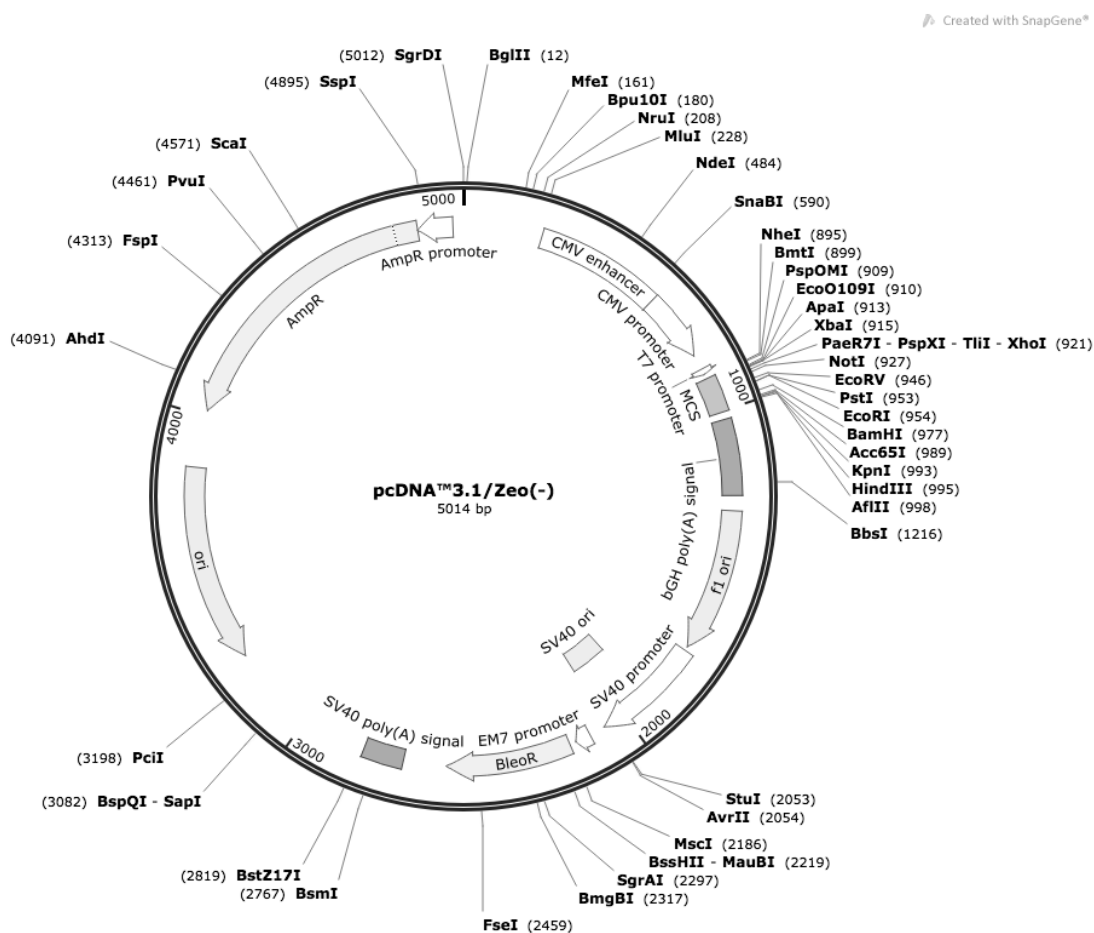 Created with SnapGene®
(5012) SgrDI
BglII (12)
(4895) SspI
MfeI (161)
Bpu10I (180)
NruI (208)
MluI (228)
(4571) ScaI
NdeI (484)
(4461) PvuI
SnaBI (590)
(4313) FspI
NheI (895)
BmtI (899)
PspOMI (909)
EcoO109I (910)
ApaI (913)
XbaI (915)
PaeR7I - PspXI - TliI - XhoI (921)
(4091) AhdI
NotI (927)
EcoRV (946)
PstI (953)
EcoRI (954)
BamHI (977)
Acc65I (989)
KpnI (993)
HindIII (995)
AflII (998)
BbsI (1216)
5000
1000
2000
3000
4000
AmpR promoter
AmpR
CMV enhancer
CMV promoter
T7 promoter
MCS
bGH poly(A) signal
f1 ori
pcDNA™3.1/Zeo(-)
5014 bp
ori
SV40 ori
SV40 promoter
SV40 poly(A) signal
EM7 promoter
BleoR
(3198) PciI
(3082) BspQI - SapI
StuI (2053)
AvrII (2054)
MscI (2186)
BssHII - MauBI (2219)
(2819) BstZ17I
SgrAI (2297)
(2767) BsmI
BmgBI (2317)
FseI (2459)